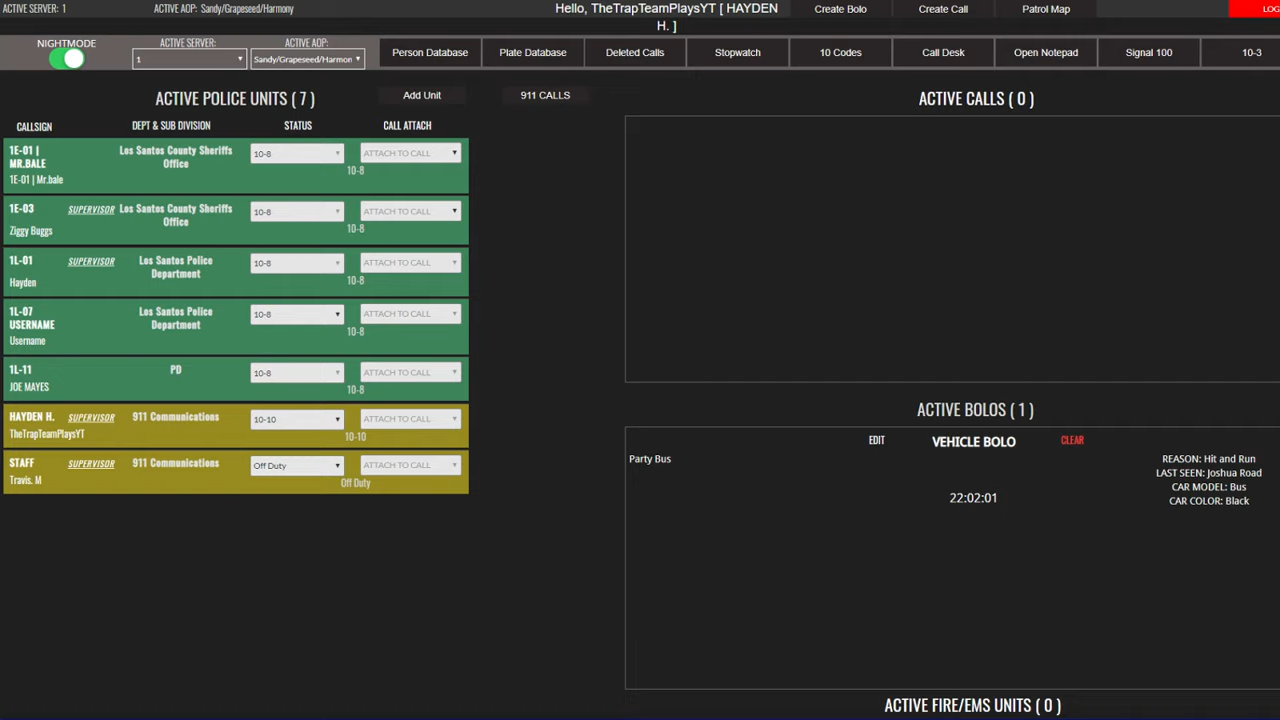 ACTIVE SERVER: 1
ACTIVE AOP: Sandy/Grapeseed/Harmony
Hello, TheTrapTeamPlaysYT [ HAYDEN
H. ]
Create Bolo
Create Call
Patrol Map
LOG
NIGHTMODE
ACTIVE SERVER:
1
ACTIVE AOP:
Sandy/Grapeseed/Harmon
Person Database
Plate Database
Deleted Calls
Stopwatch
10 Codes
Call Desk
Open Notepad
Signal 100
10-3
ACTIVE POLICE UNITS ( 7 )
Add Unit
911 CALLS
CALLSIGN
DEPT & SUB DIVISION
STATUS
CALL ATTACH
1E-01 |
MR.BALE
1E-01 | Mr.bale
Los Santos County Sheriffs
Office
10-8
ATTACH TO CALL
10-8
1E-03
SUPERVISOR
Ziggy Buggs
Los Santos County Sheriffs
Office
10-8
ATTACH TO CALL
10-8
1L-01
SUPERVISOR
Hayden
Los Santos Police
Department
10-8
ATTACH TO CALL
10-8
1L-07
USERNAME
Username
Los Santos Police
Department
10-8
ATTACH TO CALL
10-8
1L-11
JOE MAYES
PD
10-8
ATTACH TO CALL
10-8
HAYDEN H.
SUPERVISOR
TheTrapTeamPlaysYT
911 Communications
10-10
ATTACH TO CALL
10-10
STAFF
SUPERVISOR
Travis. M
911 Communications
Off Duty
ATTACH TO CALL
Off Duty
ACTIVE CALLS ( 0 )
ACTIVE BOLOS ( 1 )
EDIT
VEHICLE BOLO
CLEAR
Party Bus
22:02:01
REASON: Hit and Run
LAST SEEN: Joshua Road
CAR MODEL: Bus
CAR COLOR: Black
ACTIVE FIRE/EMS UNITS ( 0 )